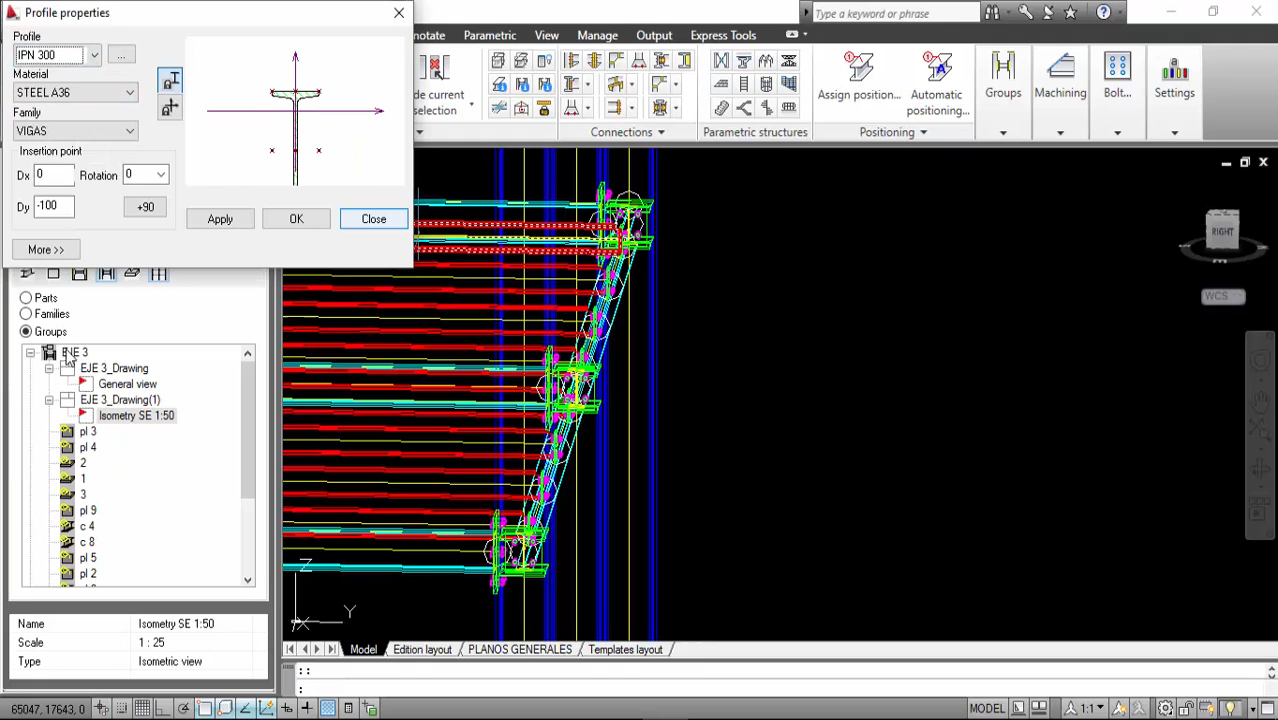 Profile properties
Profile
IPN 300
...
Material
STEEL A36
Family
VIGAS
Insertion point
Dx 0 Rotation 0
Dy -100 +90
Apply OK Close
More >>
Type a keyword or phrase
notate Parametric View Manage Output Express Tools
de current
selection
Connections
Parametric structures
Assign position...
Automatic
positioning...
Positioning
Groups
Machining
Bolt...
Settings
Parts
Families
Groups
EJE 3
EJE 3_Drawing
General view
EJE 3_Drawing(1)
Isometry SE 1:50
pl 3
pl 4
2
1
3
pl 9
c 4
c 8
pl 5
pl 2
Name Isometry SE 1:50
Scale 1 : 25
Type Isometric view
RIGHT
WCS
Z
Y
X
Model Edition layout PLANOS GENERALES Templates layout
: :
:
65047, 17643, 0
MODEL
1:1